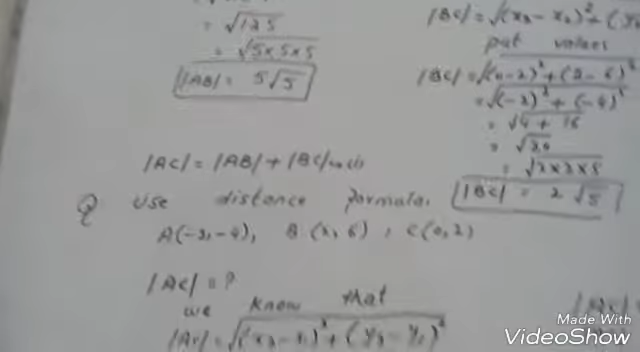 = √125
= √5×5×5
|AB| = 5√5
|BC| = √(x₃ - x₂)² + (y₃
put values
|BC| = √(0-2)² + (2-6)²
= √(-2)² + (-4)²
= √4 + 16
= √20
= √2×2×5
|BC| = 2√5
|AC| = |AB| + |BC| → (i)
Q Use distance formula.
A(-3,-4), B(2,6), C(0,2)
|AC| = ?
we know that
|AC| = √(x₃ - x₁)² + (y₃ - y₁)²
|AC|
Made With
VideoShow